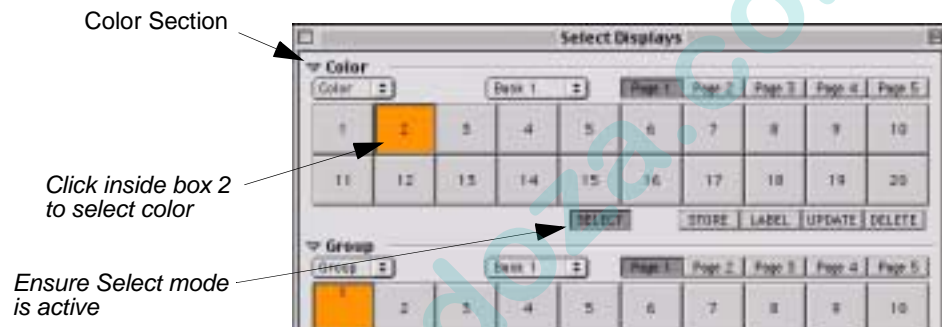 Color Section
Select Displays
Color
Color Bank 1 Page 1 Page 2 Page 3 Page 4 Page 5
1 2 3 4 5 6 7 8 9 10
Click inside box 2
to select color
11 12 13 14 15 16 17 18 19 20
SELECT STORE LABEL UPDATE DELETE
Group
Group Bank 1 Page 1 Page 2 Page 3 Page 4 Page 5
Ensure Select mode
is active
1 2 3 4 5 6 7 8 9 10